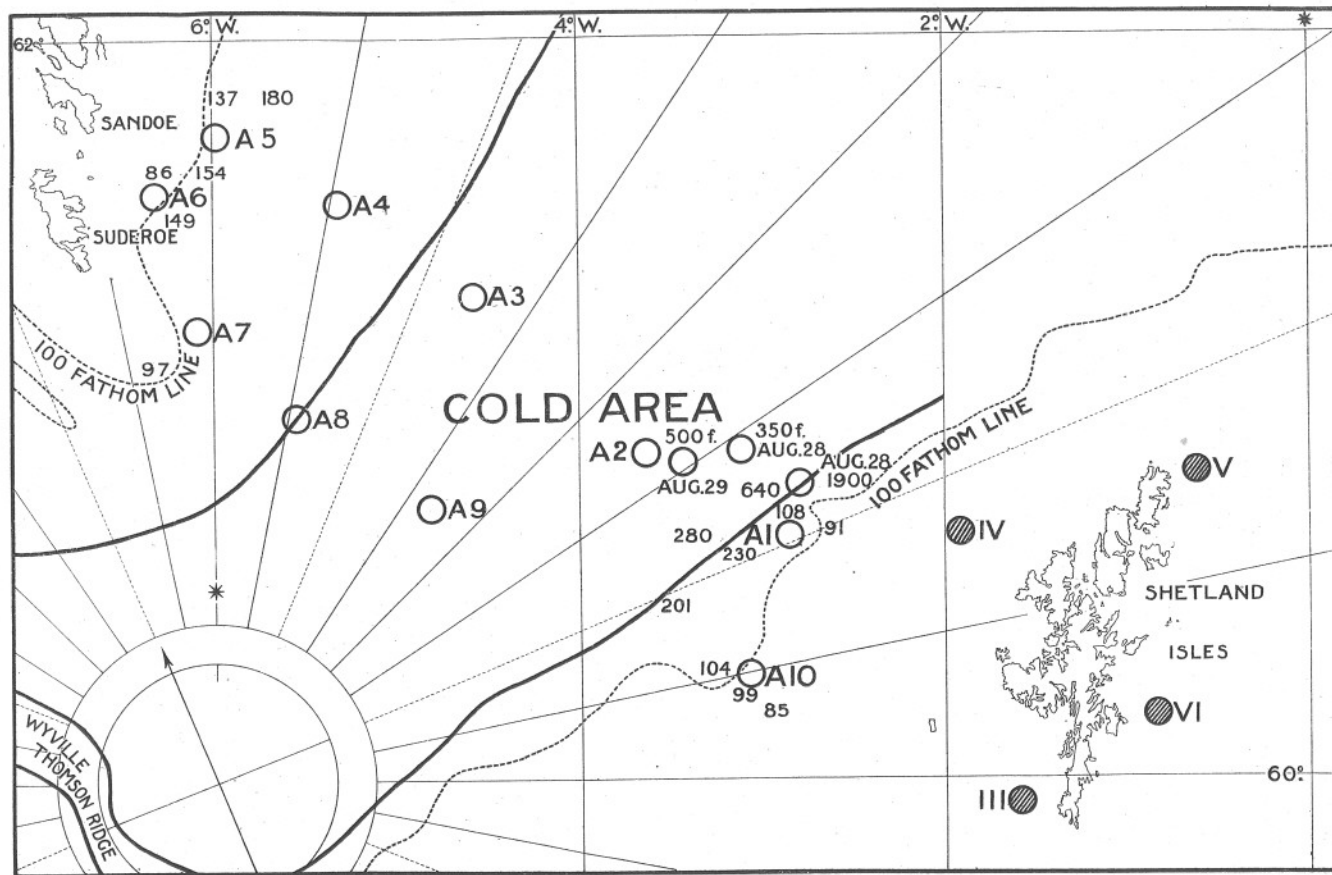 6° W.
4° W.
2° W.
62°
137 180
SANDOE
A5
86 154
A6
149
A4
SUDEROE
A3
A7
97
100 FATHOM LINE
A8
COLD AREA
A2
500 f.
350 f.
AUG. 28
AUG. 29
AUG. 28
1900
640
100 FATHOM LINE
V
A9
108
A1
91
280
230
IV
201
SHETLAND
ISLES
104
A10
99
85
VI
WYVILLE
THOMSON RIDGE
60°
III